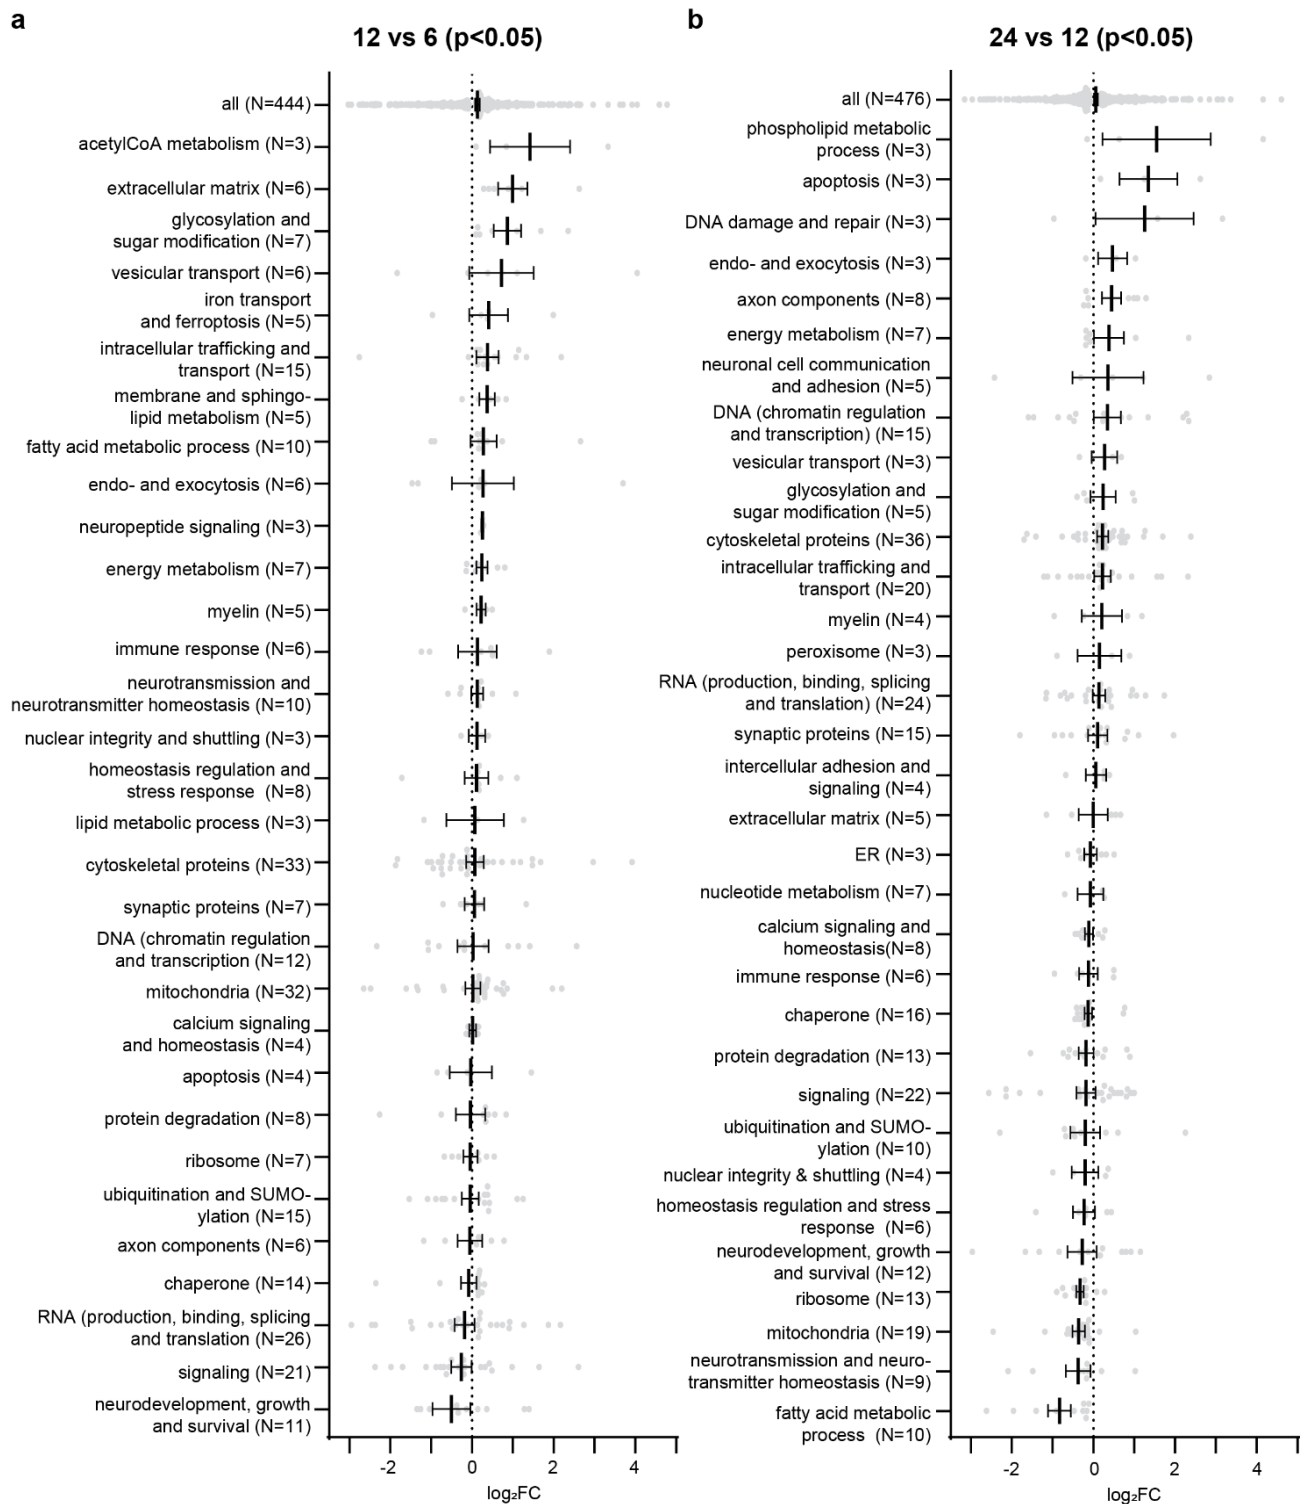 a
12 vs 6 (p<0.05)
all (N=444)
acetylCoA metabolism (N=3)
extracellular matrix (N=6)
glycosylation and
sugar modification (N=7)
vesicular transport (N=6)
iron transport
and ferroptosis (N=5)
intracellular trafficking and
transport (N=15)
membrane and sphingo-
lipid metabolism (N=5)
fatty acid metabolic process (N=10)
endo- and exocytosis (N=6)
neuropeptide signaling (N=3)
energy metabolism (N=7)
myelin (N=5)
immune response (N=6)
neurotransmission and
neurotransmitter homeostasis (N=10)
nuclear integrity and shuttling (N=3)
homeostasis regulation and
stress response (N=8)
lipid metabolic process (N=3)
cytoskeletal proteins (N=33)
synaptic proteins (N=7)
DNA (chromatin regulation
and transcription (N=12)
mitochondria (N=32)
calcium signaling
and homeostasis (N=4)
apoptosis (N=4)
protein degradation (N=8)
ribosome (N=7)
ubiquitination and SUMO-
ylation (N=15)
axon components (N=6)
chaperone (N=14)
RNA (production, binding, splicing
and translation (N=26)
signaling (N=21)
neurodevelopment, growth
and survival (N=11)
-2 0 2 4
log₂FC
b
24 vs 12 (p<0.05)
all (N=476)
phospholipid metabolic
process (N=3)
apoptosis (N=3)
DNA damage and repair (N=3)
endo- and exocytosis (N=3)
axon components (N=8)
energy metabolism (N=7)
neuronal cell communication
and adhesion (N=5)
DNA (chromatin regulation
and transcription) (N=15)
vesicular transport (N=3)
glycosylation and
sugar modification (N=5)
cytoskeletal proteins (N=36)
intracellular trafficking and
transport (N=20)
myelin (N=4)
peroxisome (N=3)
RNA (production, binding, splicing
and translation) (N=24)
synaptic proteins (N=15)
intercellular adhesion and
signaling (N=4)
extracellular matrix (N=5)
ER (N=3)
nucleotide metabolism (N=7)
calcium signaling and
homeostasis(N=8)
immune response (N=6)
chaperone (N=16)
protein degradation (N=13)
signaling (N=22)
ubiquitination and SUMO-
ylation (N=10)
nuclear integrity & shuttling (N=4)
homeostasis regulation and stress
response (N=6)
neurodevelopment, growth
and survival (N=12)
ribosome (N=13)
mitochondria (N=19)
neurotransmission and neuro-
transmitter homeostasis (N=9)
fatty acid metabolic
process (N=10)
-2 0 2 4
log₂FC